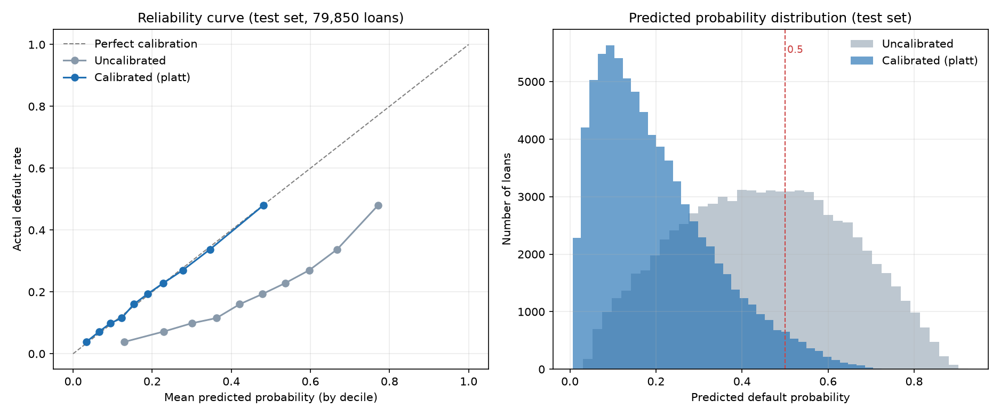 Reliability curve (test set, 79,850 loans)
Perfect calibration
Uncalibrated
Calibrated (platt)
Actual default rate
1.0
0.8
0.6
0.4
0.2
0.0
0.0 0.2 0.4 0.6 0.8 1.0
Mean predicted probability (by decile)
Predicted probability distribution (test set)
Uncalibrated
Calibrated (platt)
0.5
Number of loans
5000
4000
3000
2000
1000
0
0.0 0.2 0.4 0.6 0.8
Predicted default probability